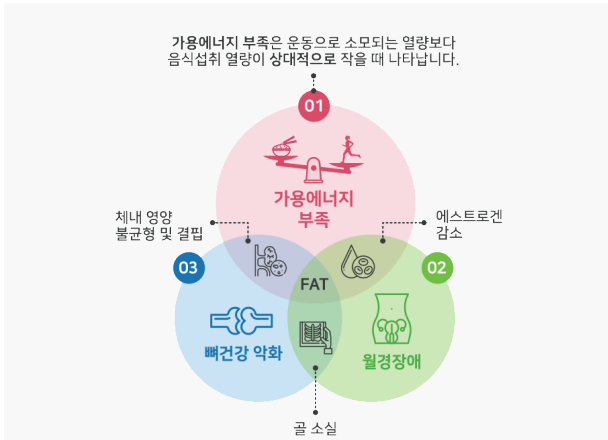 가용에너지 부족은 운동으로 소모되는 열량보다
음식섭취 열량이 상대적으로 작을 때 나타납니다.
01
가용에너지
부족
체내 영양
불균형 및 결핍
에스트로겐
감소
03
FAT
02
뼈건강 악화
월경장애
골 소실